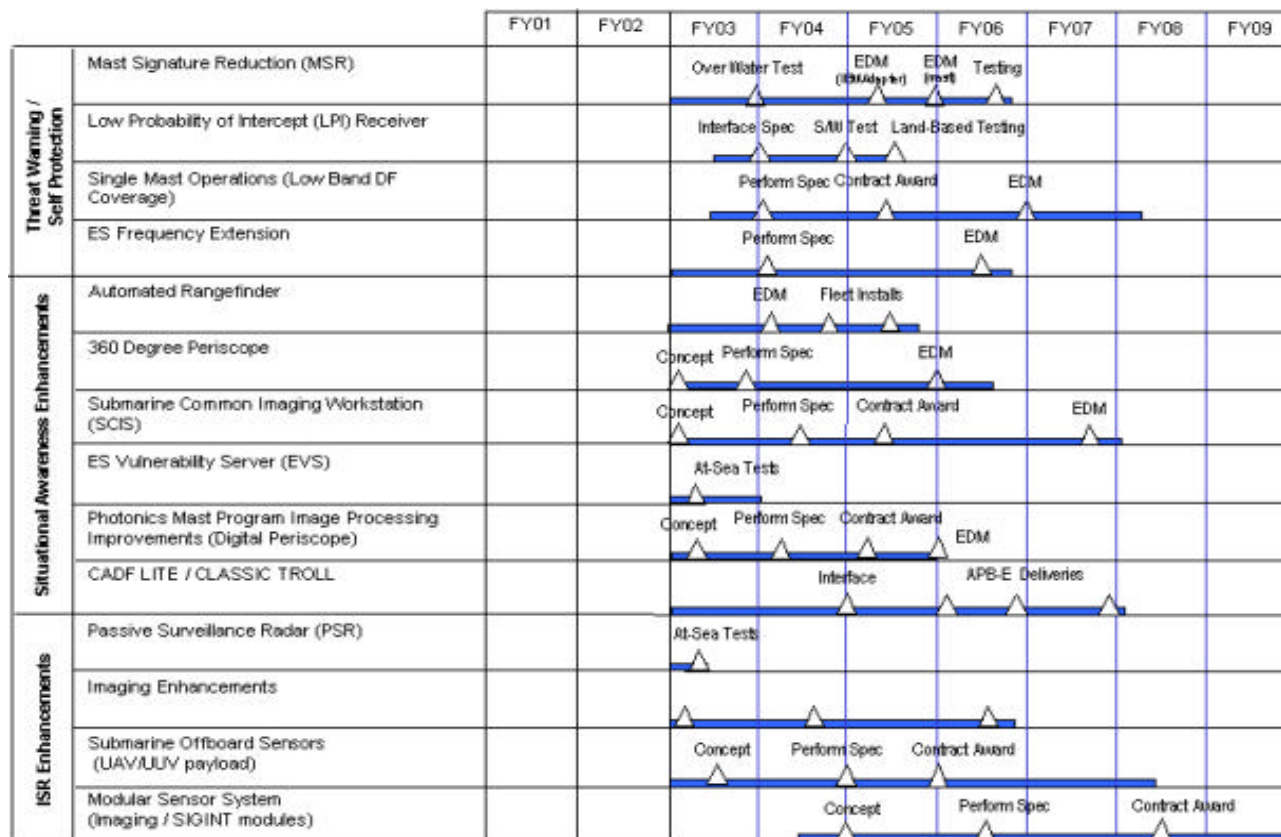 FY01 FY02 FY03 FY04 FY05 FY06 FY07 FY08 FY09
Threat Warning /
Self Protection
Mast Signature Reduction (MSR)
Over Water Test EDM EDM Testing
(mast)
Low Probability of Intercept (LPI) Receiver
Interface Spec S/W Test Land-Based Testing
Single Mast Operations (Low Band DF
Coverage)
Perform Spec Contract Award EDM
ES Frequency Extension
Perform Spec EDM
Situational Awareness Enhancements
Automated Rangefinder
EDM Fleet Installs
360 Degree Periscope
Concept Perform Spec EDM
Submarine Common Imaging Workstation
(SCIS)
Concept Perform Spec Contract Award EDM
ES Vulnerability Server (EVS)
At-Sea Tests
Photonics Mast Program Image Processing
Improvements (Digital Periscope)
Concept Perform Spec Contract Award EDM
CADF LITE / CLASSIC TROLL
Interface APB-E Deliveries
ISR Enhancements
Passive Surveillance Radar (PSR)
At-Sea Tests
Imaging Enhancements
Submarine Offboard Sensors
(UAV/UUV payload)
Concept Perform Spec Contract Award
Modular Sensor System
(Imaging / SIGINT modules)
Concept Perform Spec Contract Award